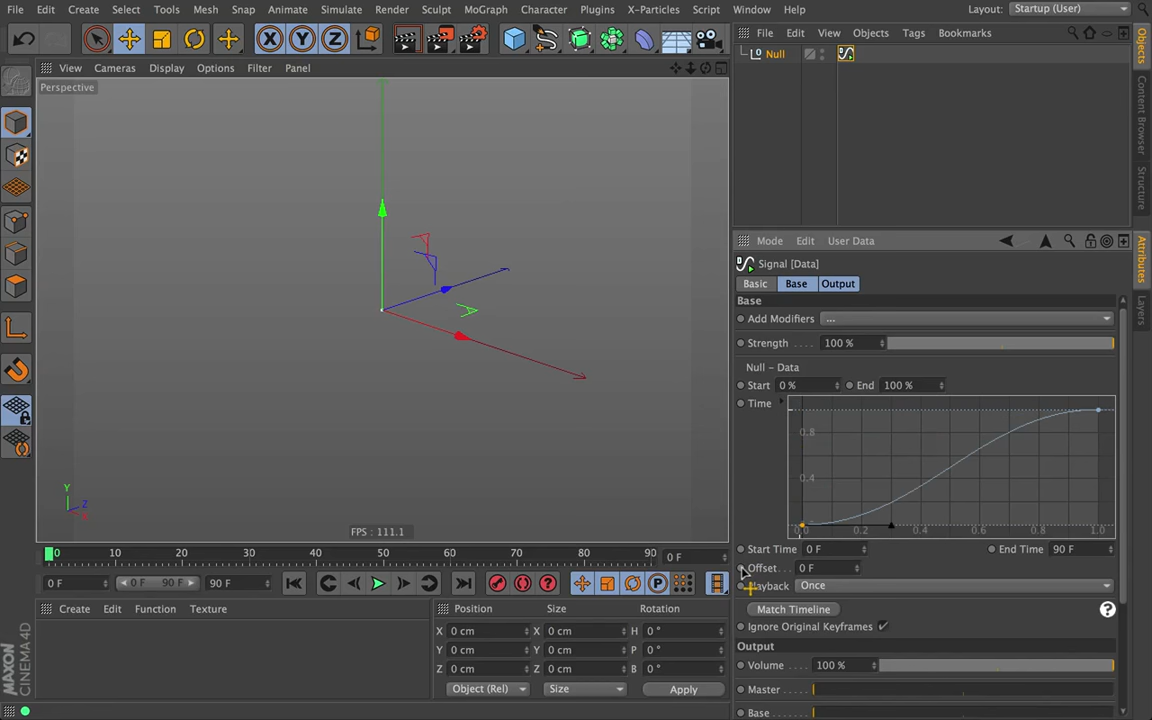 File Edit Create Select Tools Mesh Snap Animate Simulate Render Sculpt MoGraph Character Plugins X-Particles Script Window Help Layout: Startup (User)
X Y Z
File Edit View Objects Tags Bookmarks
Null
View Cameras Display Options Filter Panel
Perspective
Objects
Content Browser
Structure
Mode Edit User Data
Signal [Data]
Basic Base Output
Base
Add Modifiers ...
Strength 100 %
Null - Data
Start 0 % End 100 %
Time
0.8
0.4
0.0 0.2 0.4 0.6 0.8 1.0
Start Time 0 F End Time 90 F
Offset 0 F
Playback Once
Match Timeline
Ignore Original Keyframes
Output
Volume 100 %
Master
Base
Attributes
Layers
Y
Z
X
FPS : 111.1
0 10 20 30 40 50 60 70 80 90 0 F
0 F 0 F 90 F 90 F
P
Create Edit Function Texture
Position Size Rotation
X 0 cm X 0 cm H 0 °
Y 0 cm Y 0 cm P 0 °
Z 0 cm Z 0 cm B 0 °
Object (Rel) Size Apply
MAXON
CINEMA 4D